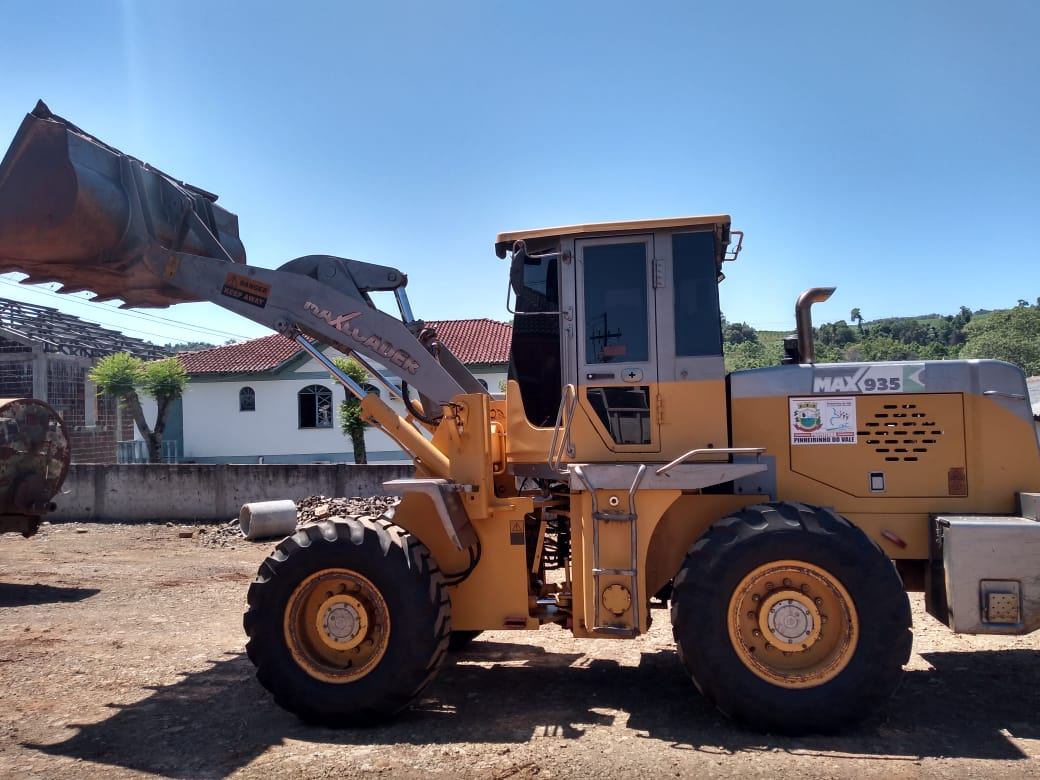 DANGER
KEEP AWAY
MAXLOADER
MAX 935
PINHEIRINHO DO VALE